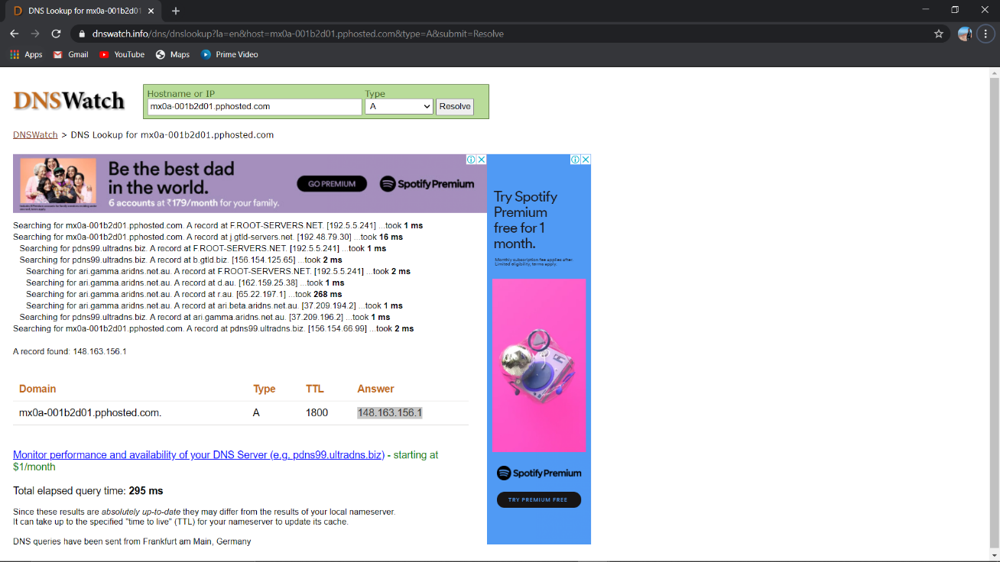 DNS Lookup for mx0a-001b2d01
dnswatch.info/dns/dnslookup?la=en&host=mx0a-001b2d01.pphosted.com&type=A&submit=Resolve
Apps Gmail YouTube Maps Prime Video
DNSWatch
Hostname or IP Type
mx0a-001b2d01.pphosted.com A Resolve
DNSWatch > DNS Lookup for mx0a-001b2d01.pphosted.com
Be the best dad
in the world.
6 accounts at ₹179/month for your family.
GO PREMIUM
Spotify Premium
Searching for mx0a-001b2d01.pphosted.com. A record at F.ROOT-SERVERS.NET. [192.5.5.241] ...took 1 ms
Searching for mx0a-001b2d01.pphosted.com. A record at j.gtld-servers.net. [192.48.79.30] ...took 16 ms
Searching for pdns99.ultradns.biz. A record at F.ROOT-SERVERS.NET. [192.5.5.241] ...took 1 ms
Searching for pdns99.ultradns.biz. A record at b.gtld.biz. [156.154.125.65] ...took 2 ms
Searching for ari.gamma.aridns.net.au. A record at F.ROOT-SERVERS.NET. [192.5.5.241] ...took 2 ms
Searching for ari.gamma.aridns.net.au. A record at d.au. [162.159.25.38] ...took 1 ms
Searching for ari.gamma.aridns.net.au. A record at r.au. [65.22.197.1] ...took 268 ms
Searching for ari.gamma.aridns.net.au. A record at ari.beta.aridns.net.au. [37.209.194.2] ...took 1 ms
Searching for pdns99.ultradns.biz. A record at ari.gamma.aridns.net.au. [37.209.196.2] ...took 1 ms
Searching for mx0a-001b2d01.pphosted.com. A record at pdns99.ultradns.biz. [156.154.66.99] ...took 2 ms
A record found: 148.163.156.1
Domain Type TTL Answer
mx0a-001b2d01.pphosted.com. A 1800 148.163.156.1
Monitor performance and availability of your DNS Server (e.g. pdns99.ultradns.biz) - starting at
$1/month
Total elapsed query time: 295 ms
Since these results are absolutely up-to-date they may differ from the results of your local nameserver.
It can take up to the specified "time to live" (TTL) for your nameserver to update its cache.
DNS queries have been sent from Frankfurt am Main, Germany
Try Spotify
Premium
free for 1
month.
Monthly subscription fee applies after.
Limited eligibility, terms apply.
Spotify Premium
TRY PREMIUM FREE